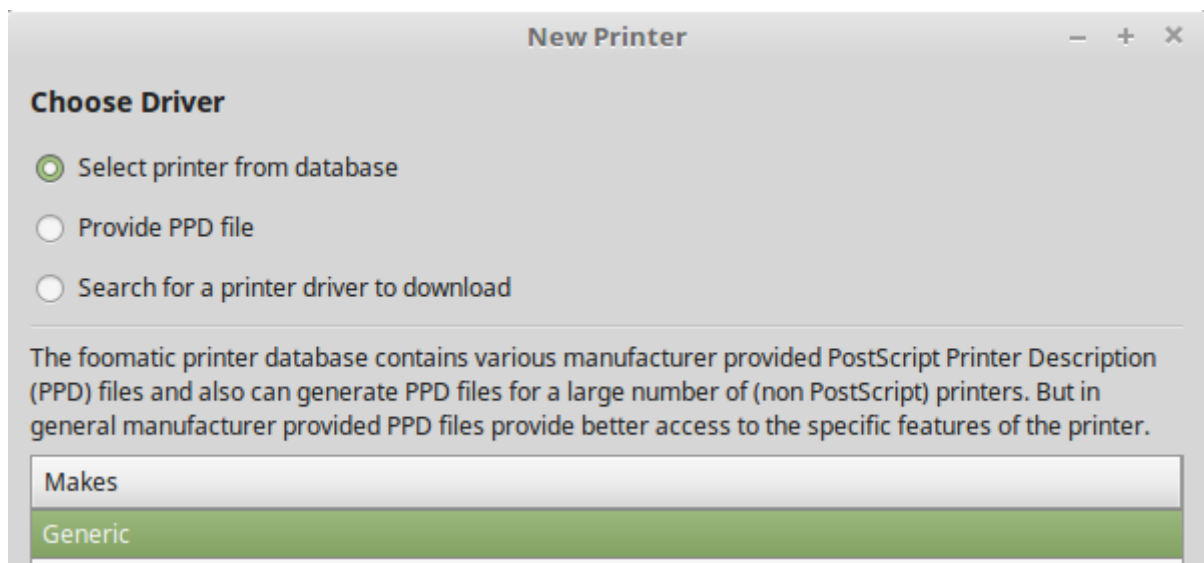 New Printer
Choose Driver
Select printer from database
Provide PPD file
Search for a printer driver to download
The foomatic printer database contains various manufacturer provided PostScript Printer Description
(PPD) files and also can generate PPD files for a large number of (non PostScript) printers. But in
general manufacturer provided PPD files provide better access to the specific features of the printer.
Makes
Generic